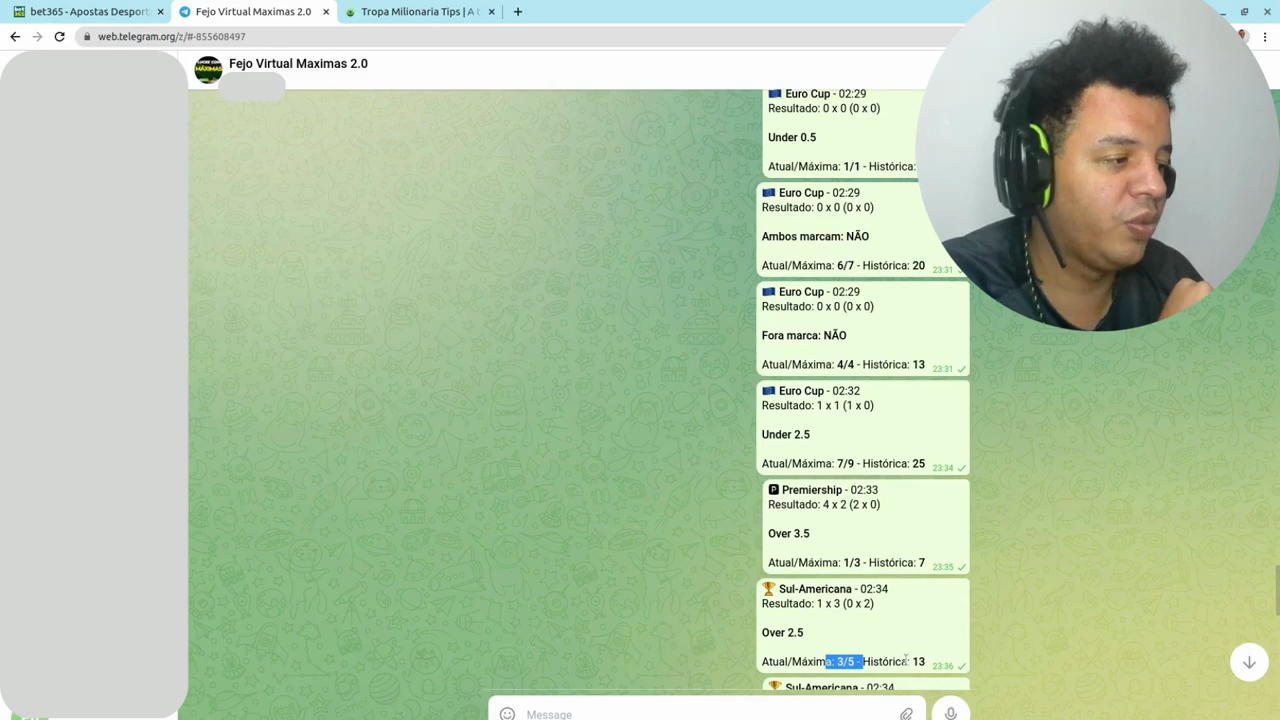 bet365 - Apostas Desport
Fejo Virtual Maximas 2.0
Tropa Milionaria Tips | A
web.telegram.org/z/#-855608497
LUCRE COM
MÁXIMAS
Fejo Virtual Maximas 2.0
Euro Cup - 02:29
Resultado: 0 x 0 (0 x 0)
Under 0.5
Atual/Máxima: 1/1 - Histórica:
Euro Cup - 02:29
Resultado: 0 x 0 (0 x 0)
Ambos marcam: NÃO
Atual/Máxima: 6/7 - Histórica: 20
23:31
Euro Cup - 02:29
Resultado: 0 x 0 (0 x 0)
Fora marca: NÃO
Atual/Máxima: 4/4 - Histórica: 13
23:31
Euro Cup - 02:32
Resultado: 1 x 1 (1 x 0)
Under 2.5
Atual/Máxima: 7/9 - Histórica: 25
23:34
P Premiership - 02:33
Resultado: 4 x 2 (2 x 0)
Over 3.5
Atual/Máxima: 1/3 - Histórica: 7
23:35
Sul-Americana - 02:34
Resultado: 1 x 3 (0 x 2)
Over 2.5
Atual/Máxima: 3/5 - Histórica: 13
23:36
Sul-Americana - 02:34
Message